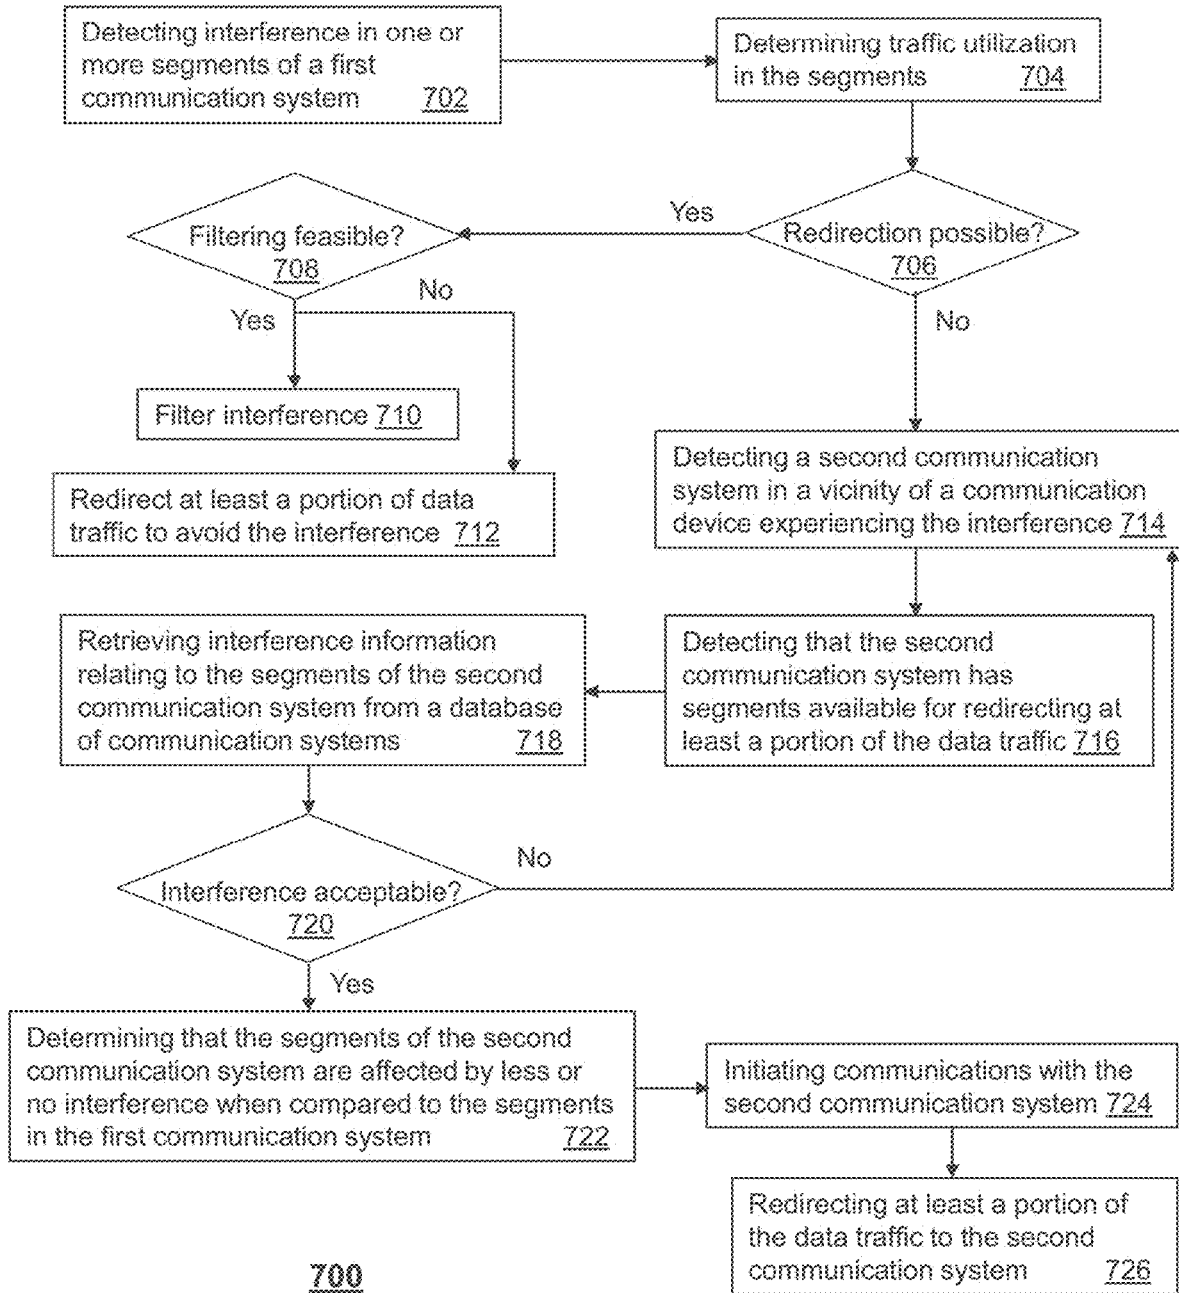 Detecting interference in one or
more segments of a first
communication system 702
Determining traffic utilization
in the segments 704
Redirection possible?
706
Yes
No
Filtering feasible?
708
Yes
No
Filter interference 710
Redirect at least a portion of data
traffic to avoid the interference 712
Detecting a second communication
system in a vicinity of a communication
device experiencing the interference 714
Detecting that the second
communication system has
segments available for redirecting at
least a portion of the data traffic 716
Retrieving interference information
relating to the segments of the second
communication system from a database
of communication systems 718
Interference acceptable?
720
No
Yes
Determining that the segments of the second
communication system are affected by less or
no interference when compared to the segments
in the first communication system 722
Initiating communications with the
second communication system 724
Redirecting at least a portion of
the data traffic to the second
communication system 726
700